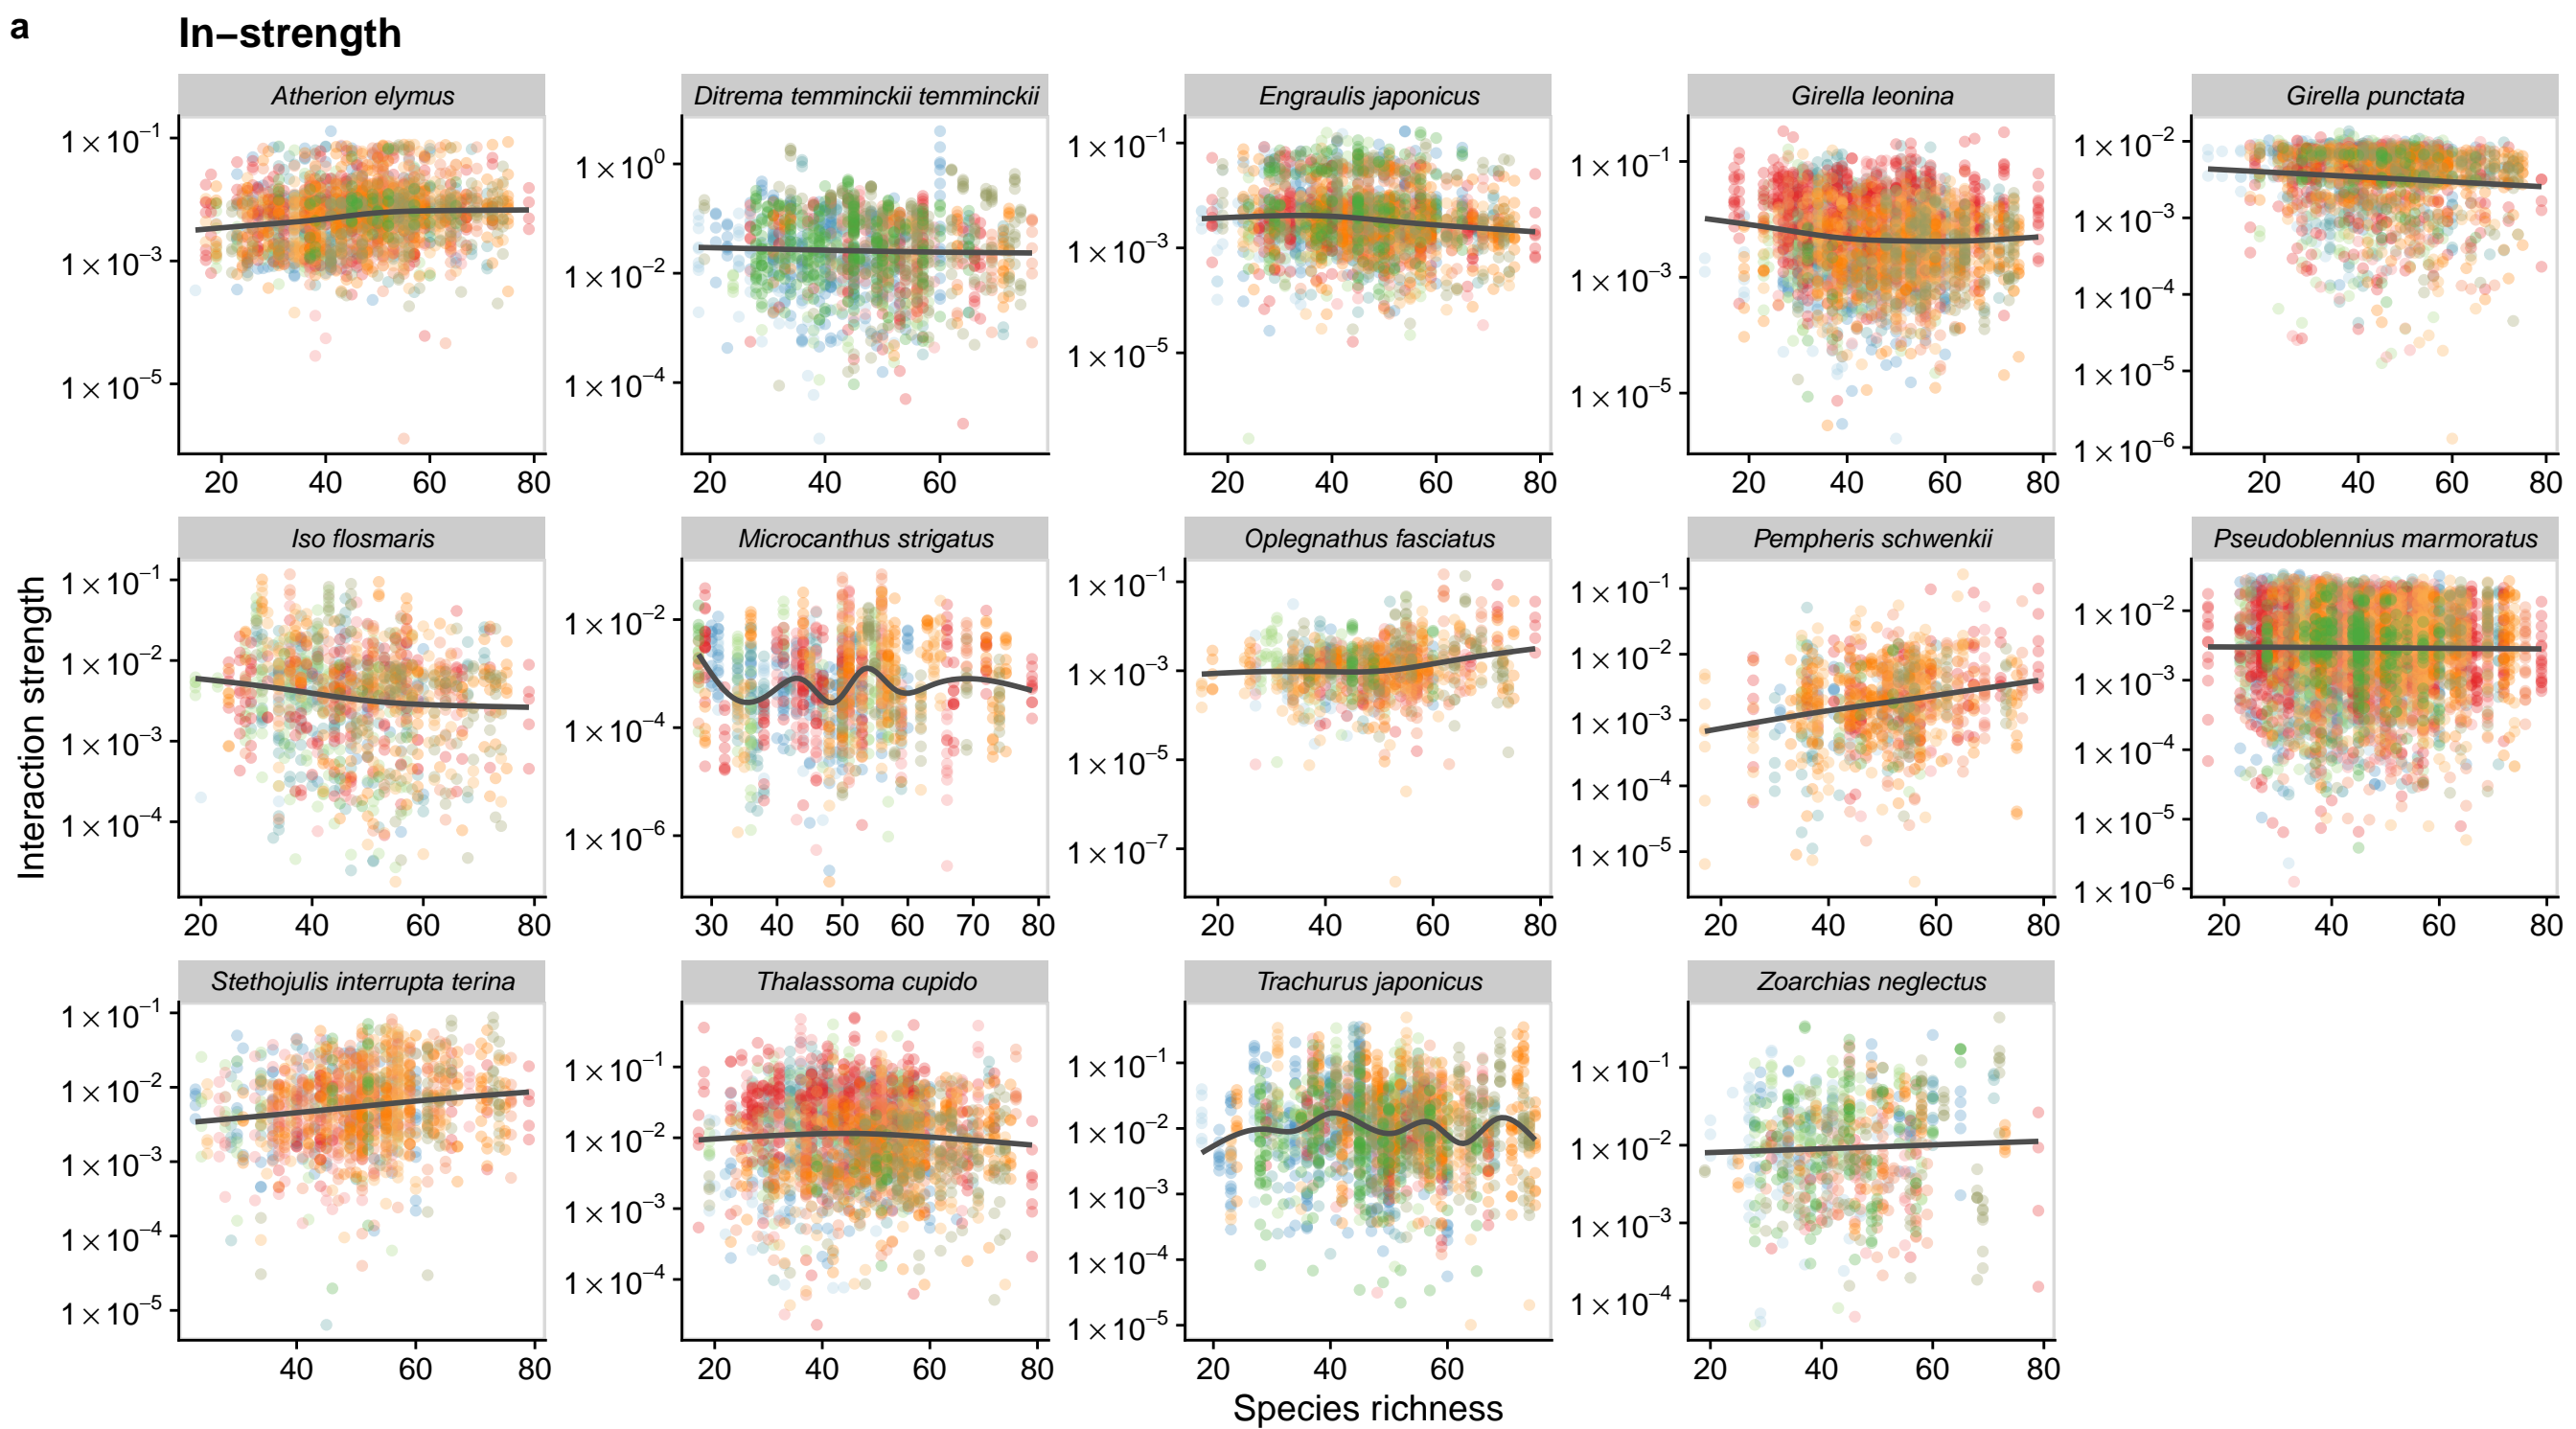 a
In−strength
Atherion elymus
Ditrema temminckii temminckii
Engraulis japonicus
Girella leonina
Girella punctata
1×10⁻¹
1×10⁻³
1×10⁻⁵
1×10⁰
1×10⁻²
1×10⁻⁴
1×10⁻¹
1×10⁻³
1×10⁻⁵
1×10⁻¹
1×10⁻³
1×10⁻⁵
1×10⁻²
1×10⁻³
1×10⁻⁴
1×10⁻⁵
1×10⁻⁶
20 40 60 80
20 40 60
20 40 60 80
20 40 60 80
20 40 60 80
Interaction strength
Iso flosmaris
Microcanthus strigatus
Oplegnathus fasciatus
Pempheris schwenkii
Pseudoblennius marmoratus
1×10⁻¹
1×10⁻²
1×10⁻³
1×10⁻⁴
1×10⁻²
1×10⁻⁴
1×10⁻⁶
1×10⁻¹
1×10⁻³
1×10⁻⁵
1×10⁻⁷
1×10⁻¹
1×10⁻²
1×10⁻³
1×10⁻⁴
1×10⁻⁵
1×10⁻²
1×10⁻³
1×10⁻⁴
1×10⁻⁵
1×10⁻⁶
20 40 60 80
30 40 50 60 70 80
20 40 60 80
20 40 60 80
20 40 60 80
Stethojulis interrupta terina
Thalassoma cupido
Trachurus japonicus
Zoarchias neglectus
1×10⁻¹
1×10⁻²
1×10⁻³
1×10⁻⁴
1×10⁻⁵
1×10⁻¹
1×10⁻²
1×10⁻³
1×10⁻⁴
1×10⁻¹
1×10⁻²
1×10⁻³
1×10⁻⁴
1×10⁻⁵
1×10⁻¹
1×10⁻²
1×10⁻³
1×10⁻⁴
40 60 80
20 40 60 80
20 40 60
20 40 60 80
Species richness